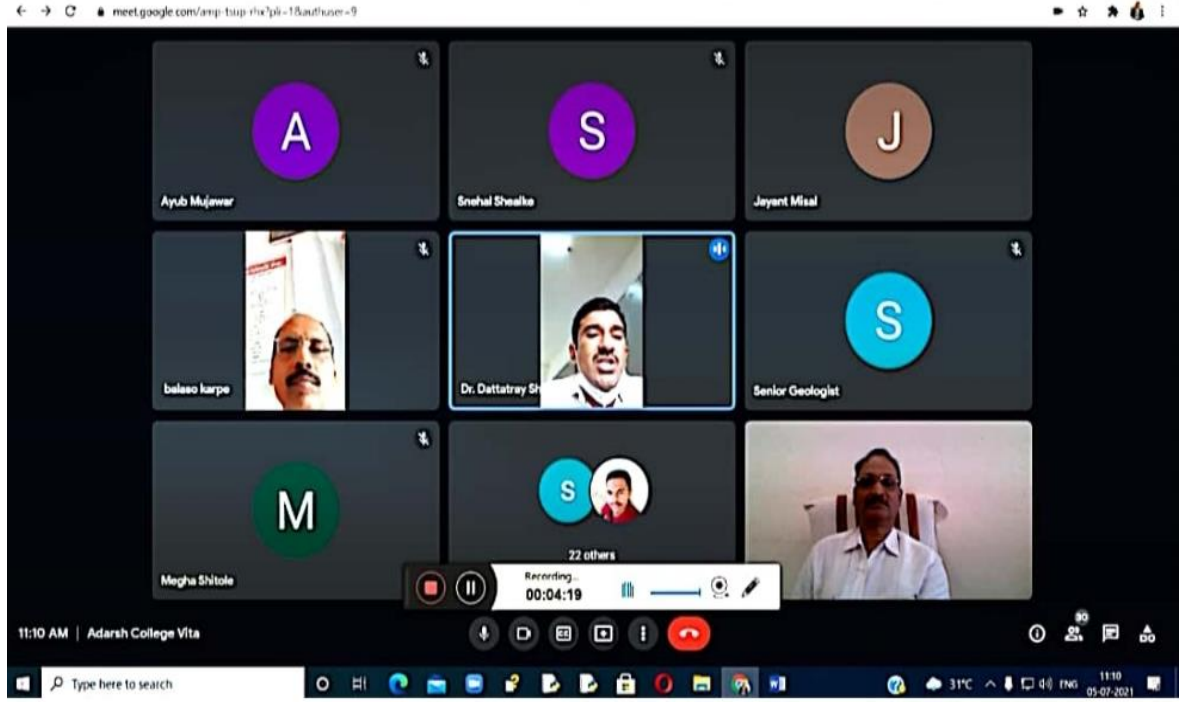 meet.google.com/amp-tsup-rhx?pli=1&authuser=9
A
Ayub Mujawar
S
Snehal Shealke
J
Jayant Misal
balaso karpe
Dr. Dattatray Sh
S
Senior Geologist
M
Megha Shitole
S
22 others
Recording...
00:04:19
11:10 AM | Adarsh College Vita
30
Type here to search
31°C
ENG
11:10
05-07-2021